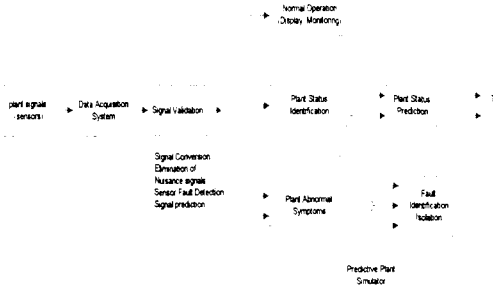 Normal Operation
(Display Monitoring)
plant signals
(sensors)
Data Acquisition
System
Signal Validation
Plant Status
Identification
Plant Status
Prediction
Signal Conversion
Elimination of
Nuisance signals
Sensor Fault Detection
Signal prediction
Plant Abnormal
Symptoms
Fault
Identification
Isolation
Predictive Plant
Simulator